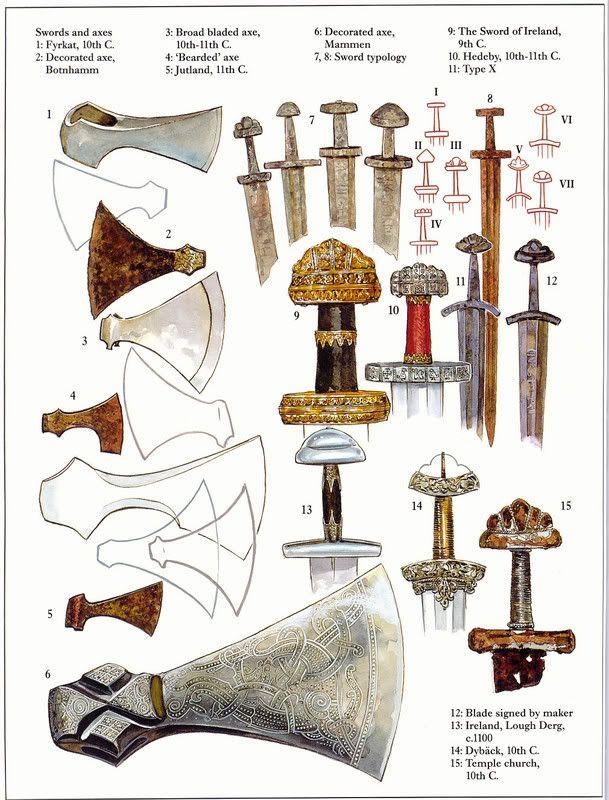 Swords and axes
1: Fyrkat, 10th C.
2: Decorated axe,
Botnhamm
3: Broad bladed axe,
10th-11th C.
4: ‘Bearded’ axe
5: Jutland, 11th C.
6: Decorated axe,
Mammen
7, 8: Sword typology
9: The Sword of Ireland,
9th C.
10. Hedeby, 10th-11th C.
11: Type X
1
7
I
8
VI
II
III
V
VII
IV
2
9
10
11
12
3
4
13
14
15
5
6
12: Blade signed by maker
13: Ireland, Lough Derg,
c.1100
14: Dybäck, 10th C.
15: Temple church,
10th C.